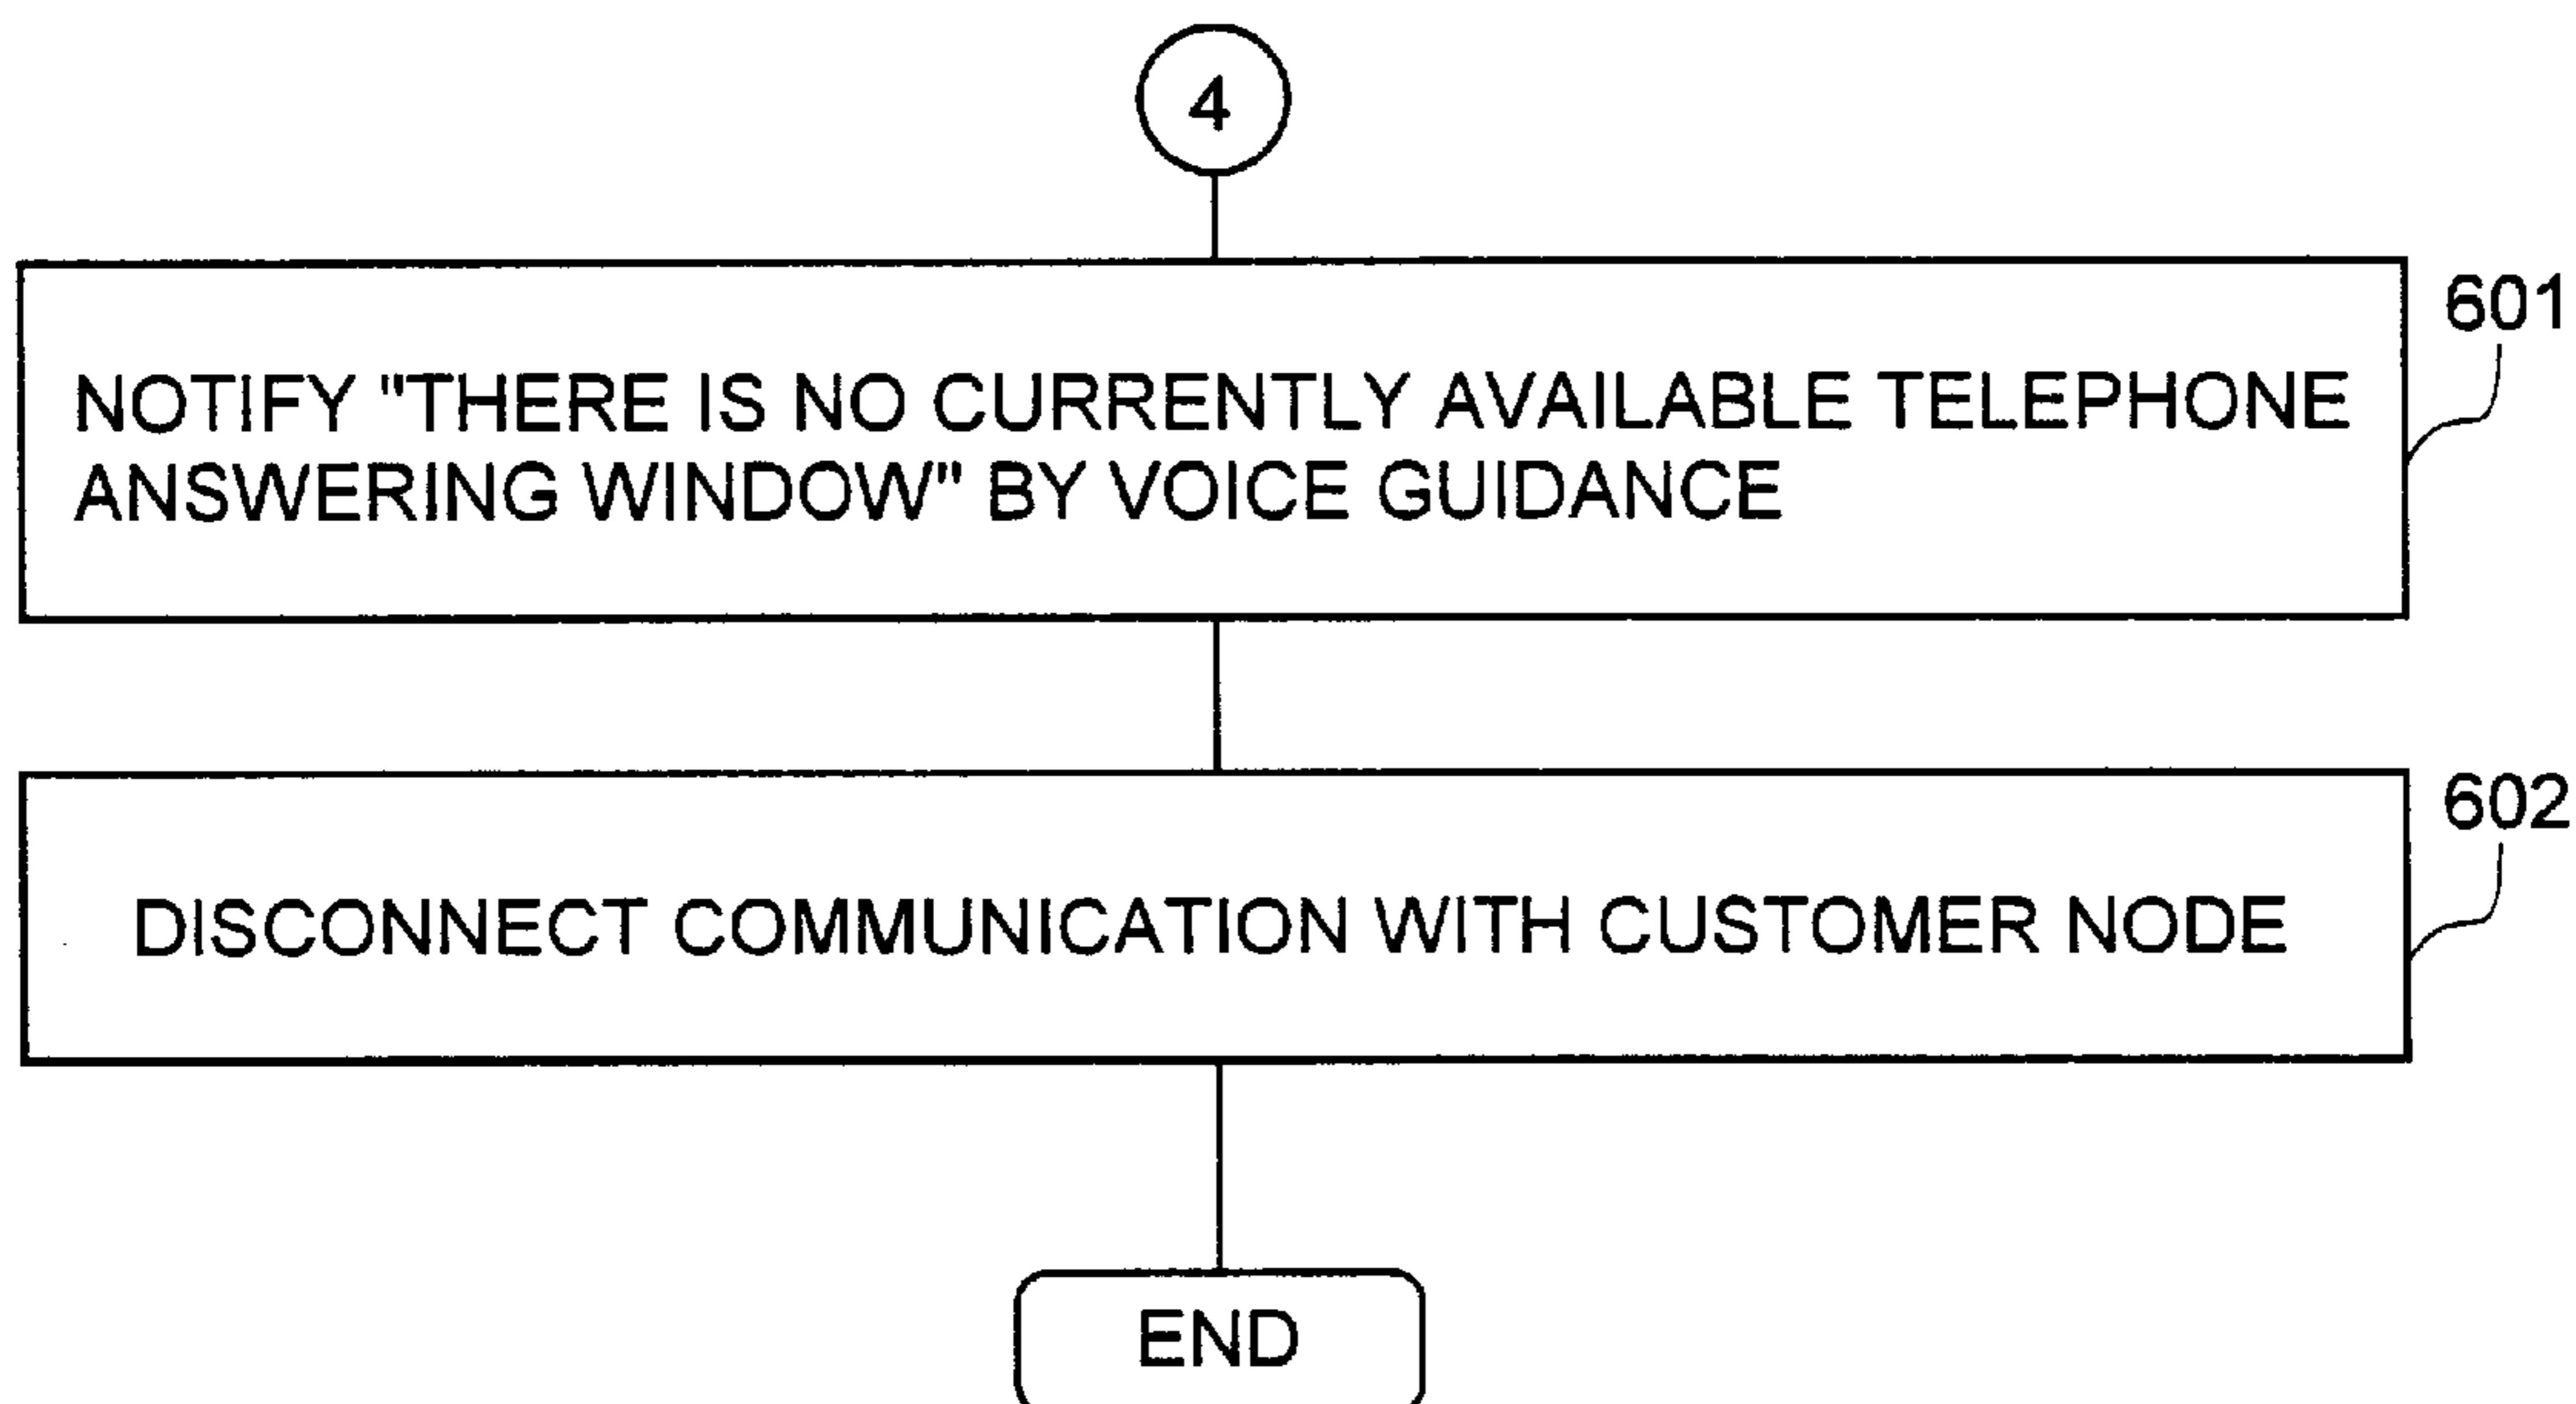 4
601
NOTIFY "THERE IS NO CURRENTLY AVAILABLE TELEPHONE
ANSWERING WINDOW" BY VOICE GUIDANCE
602
DISCONNECT COMMUNICATION WITH CUSTOMER NODE
END